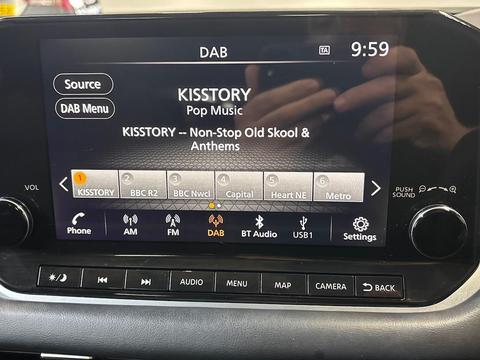 DAB TA 9:59
Source
DAB Menu
KISSTORY
Pop Music
KISSTORY -- Non-Stop Old Skool &
Anthems
1 2 3 4 5 6
KISSTORY BBC R2 BBC Nwcl Capital Heart NE Metro
VOL
PUSH
SOUND
Phone AM FM DAB BT Audio USB1 Settings
AUDIO MENU MAP CAMERA BACK